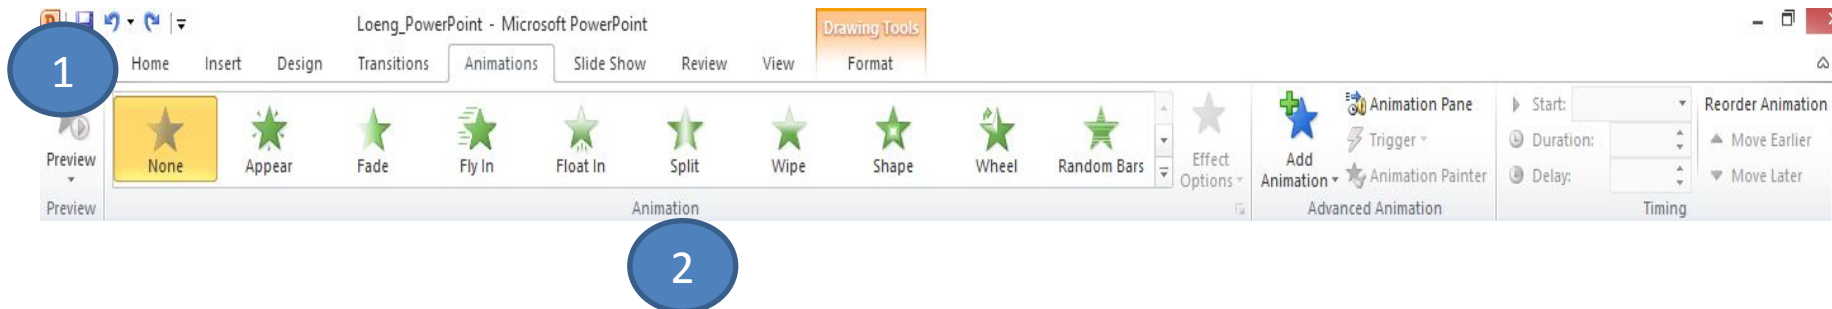 Loeng_PowerPoint - Microsoft PowerPoint
Drawing Tools
1
Home Insert Design Transitions Animations Slide Show Review View Format
Preview
None Appear Fade Fly In Float In Split Wipe Shape Wheel Random Bars
Effect Options
Add Animation
Animation Pane
Trigger
Animation Painter
Start:
Duration:
Delay:
Reorder Animation
Move Earlier
Move Later
Preview Animation Advanced Animation Timing
2